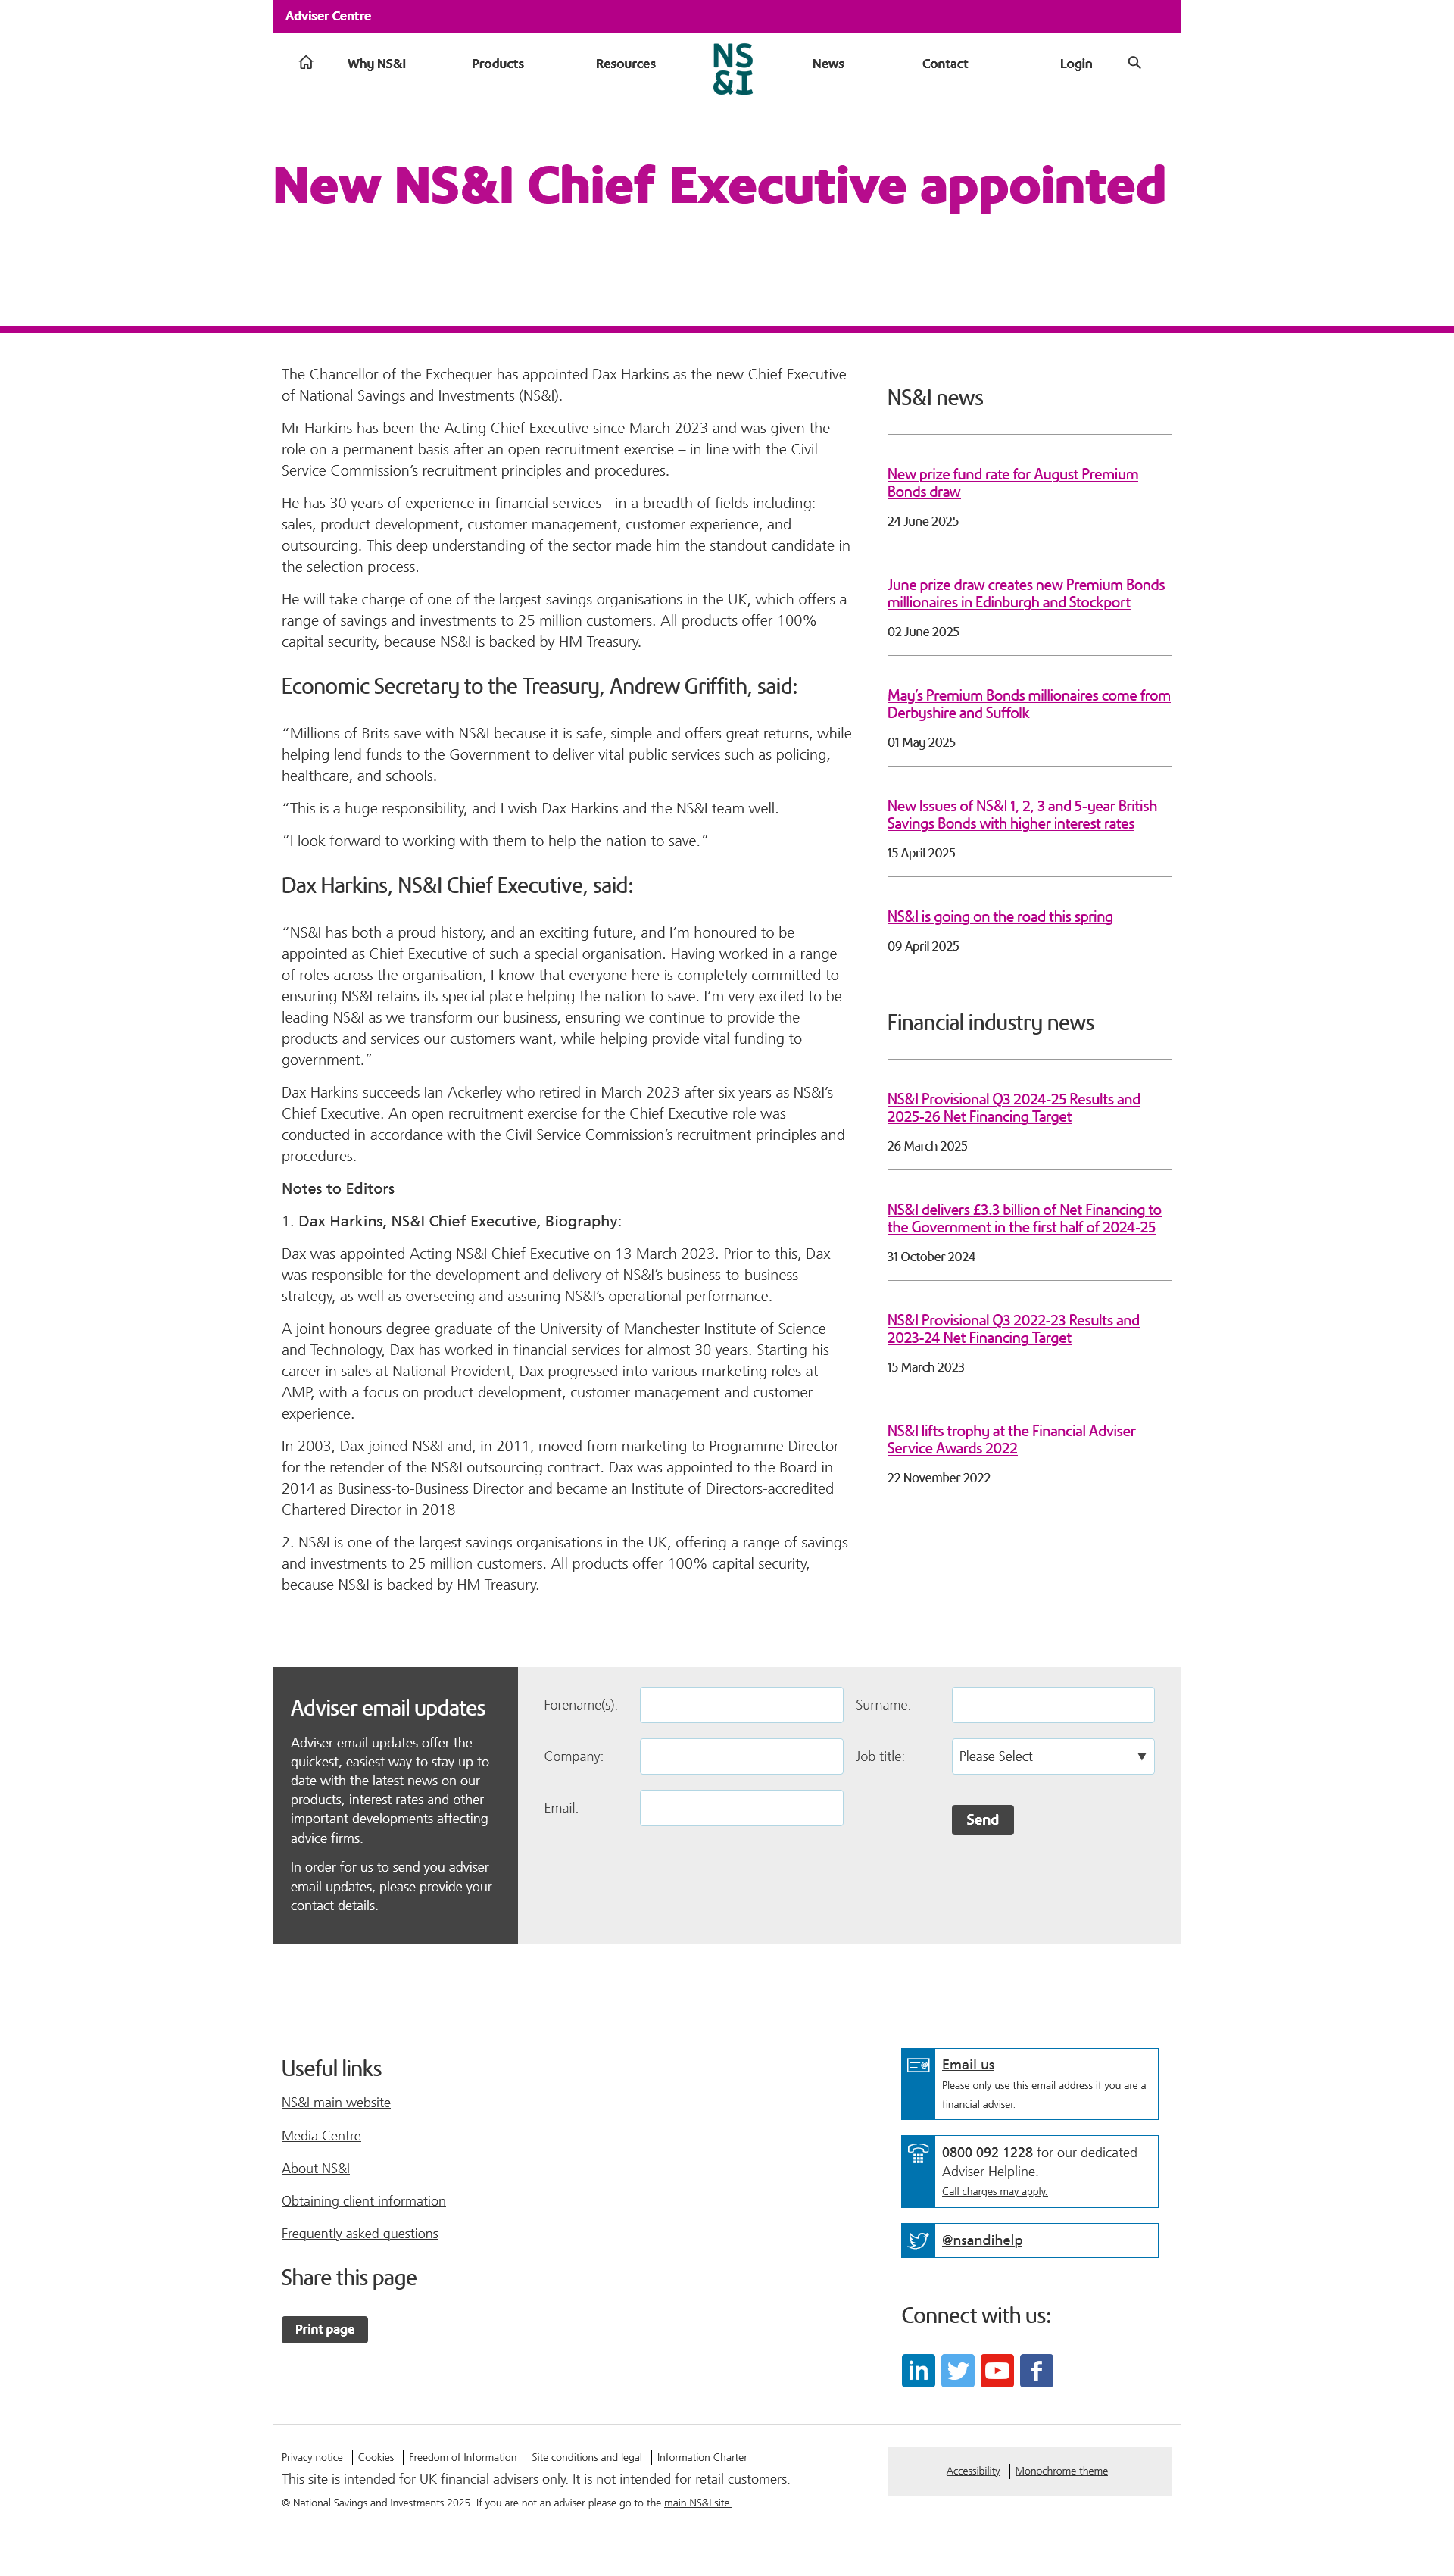 Adviser Centre
Why NS&I
Products
Resources
NS
&I
News
Contact
Login
New NS&I Chief Executive appointed
The Chancellor of the Exchequer has appointed Dax Harkins as the new Chief Executive
of National Savings and Investments (NS&I).
Mr Harkins has been the Acting Chief Executive since March 2023 and was given the
role on a permanent basis after an open recruitment exercise – in line with the Civil
Service Commission’s recruitment principles and procedures.
He has 30 years of experience in financial services - in a breadth of fields including:
sales, product development, customer management, customer experience, and
outsourcing. This deep understanding of the sector made him the standout candidate in
the selection process.
He will take charge of one of the largest savings organisations in the UK, which offers a
range of savings and investments to 25 million customers. All products offer 100%
capital security, because NS&I is backed by HM Treasury.
Economic Secretary to the Treasury, Andrew Griffith, said:
“Millions of Brits save with NS&I because it is safe, simple and offers great returns, while
helping lend funds to the Government to deliver vital public services such as policing,
healthcare, and schools.
“This is a huge responsibility, and I wish Dax Harkins and the NS&I team well.
“I look forward to working with them to help the nation to save.”
Dax Harkins, NS&I Chief Executive, said:
“NS&I has both a proud history, and an exciting future, and I’m honoured to be
appointed as Chief Executive of such a special organisation. Having worked in a range
of roles across the organisation, I know that everyone here is completely committed to
ensuring NS&I retains its special place helping the nation to save. I’m very excited to be
leading NS&I as we transform our business, ensuring we continue to provide the
products and services our customers want, while helping provide vital funding to
government.”
Dax Harkins succeeds Ian Ackerley who retired in March 2023 after six years as NS&I’s
Chief Executive. An open recruitment exercise for the Chief Executive role was
conducted in accordance with the Civil Service Commission’s recruitment principles and
procedures.
Notes to Editors
1. Dax Harkins, NS&I Chief Executive, Biography:
Dax was appointed Acting NS&I Chief Executive on 13 March 2023. Prior to this, Dax
was responsible for the development and delivery of NS&I’s business-to-business
strategy, as well as overseeing and assuring NS&I’s operational performance.
A joint honours degree graduate of the University of Manchester Institute of Science
and Technology, Dax has worked in financial services for almost 30 years. Starting his
career in sales at National Provident, Dax progressed into various marketing roles at
AMP, with a focus on product development, customer management and customer
experience.
In 2003, Dax joined NS&I and, in 2011, moved from marketing to Programme Director
for the retender of the NS&I outsourcing contract. Dax was appointed to the Board in
2014 as Business-to-Business Director and became an Institute of Directors-accredited
Chartered Director in 2018
2. NS&I is one of the largest savings organisations in the UK, offering a range of savings
and investments to 25 million customers. All products offer 100% capital security,
because NS&I is backed by HM Treasury.
NS&I news
New prize fund rate for August Premium
Bonds draw
24 June 2025
June prize draw creates new Premium Bonds
millionaires in Edinburgh and Stockport
02 June 2025
May’s Premium Bonds millionaires come from
Derbyshire and Suffolk
01 May 2025
New Issues of NS&I 1, 2, 3 and 5-year British
Savings Bonds with higher interest rates
15 April 2025
NS&I is going on the road this spring
09 April 2025
Financial industry news
NS&I Provisional Q3 2024-25 Results and
2025-26 Net Financing Target
26 March 2025
NS&I delivers £3.3 billion of Net Financing to
the Government in the first half of 2024-25
31 October 2024
NS&I Provisional Q3 2022-23 Results and
2023-24 Net Financing Target
15 March 2023
NS&I lifts trophy at the Financial Adviser
Service Awards 2022
22 November 2022
Adviser email updates
Adviser email updates offer the
quickest, easiest way to stay up to
date with the latest news on our
products, interest rates and other
important developments affecting
advice firms.
In order for us to send you adviser
email updates, please provide your
contact details.
Forename(s):
Surname:
Company:
Job title:
Please Select
Email:
Send
Useful links
NS&I main website
Media Centre
About NS&I
Obtaining client information
Frequently asked questions
Share this page
Print page
Email us
Please only use this email address if you are a
financial adviser.
0800 092 1228 for our dedicated
Adviser Helpline.
Call charges may apply.
@nsandihelp
Connect with us:
Privacy notice
Cookies
Freedom of Information
Site conditions and legal
Information Charter
This site is intended for UK financial advisers only. It is not intended for retail customers.
© National Savings and Investments 2025. If you are not an adviser please go to the main NS&I site.
Accessibility
Monochrome theme